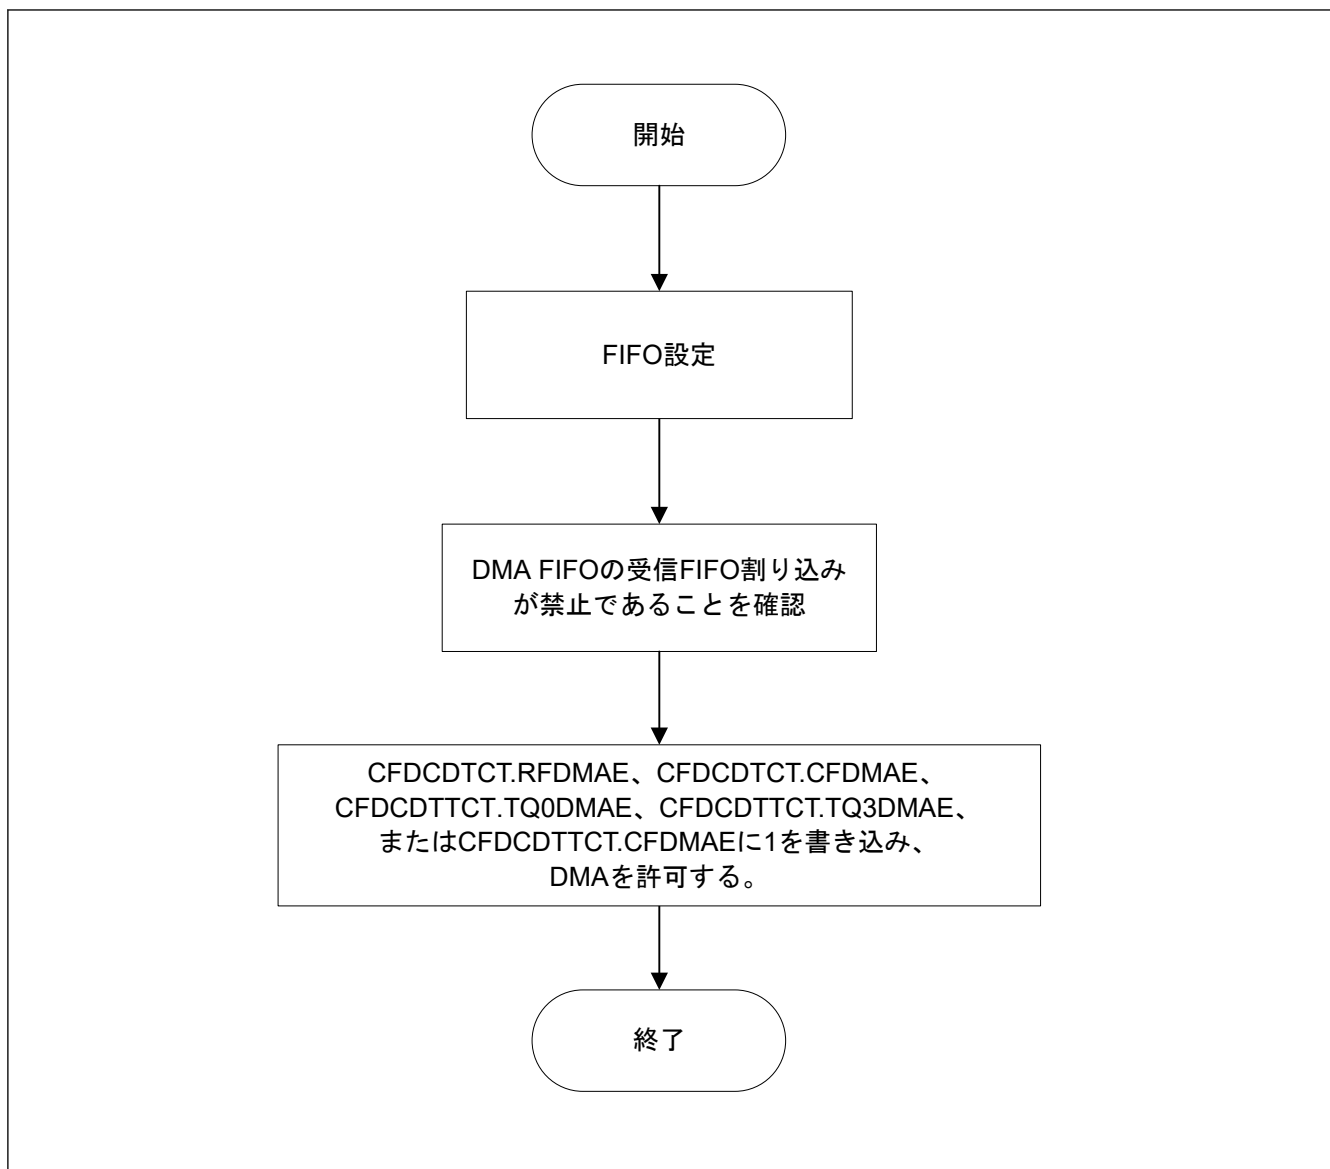 開始
FIFO設定
DMA FIFOの受信FIFO割り込み
が禁止であることを確認
CFDCDTCT.RFDMAE、CFDCDTCT.CFDMAE、
CFDCDTTCT.TQ0DMAE、CFDCDTTCT.TQ3DMAE、
またはCFDCDTTCT.CFDMAEに1を書き込み、
DMAを許可する。
終了